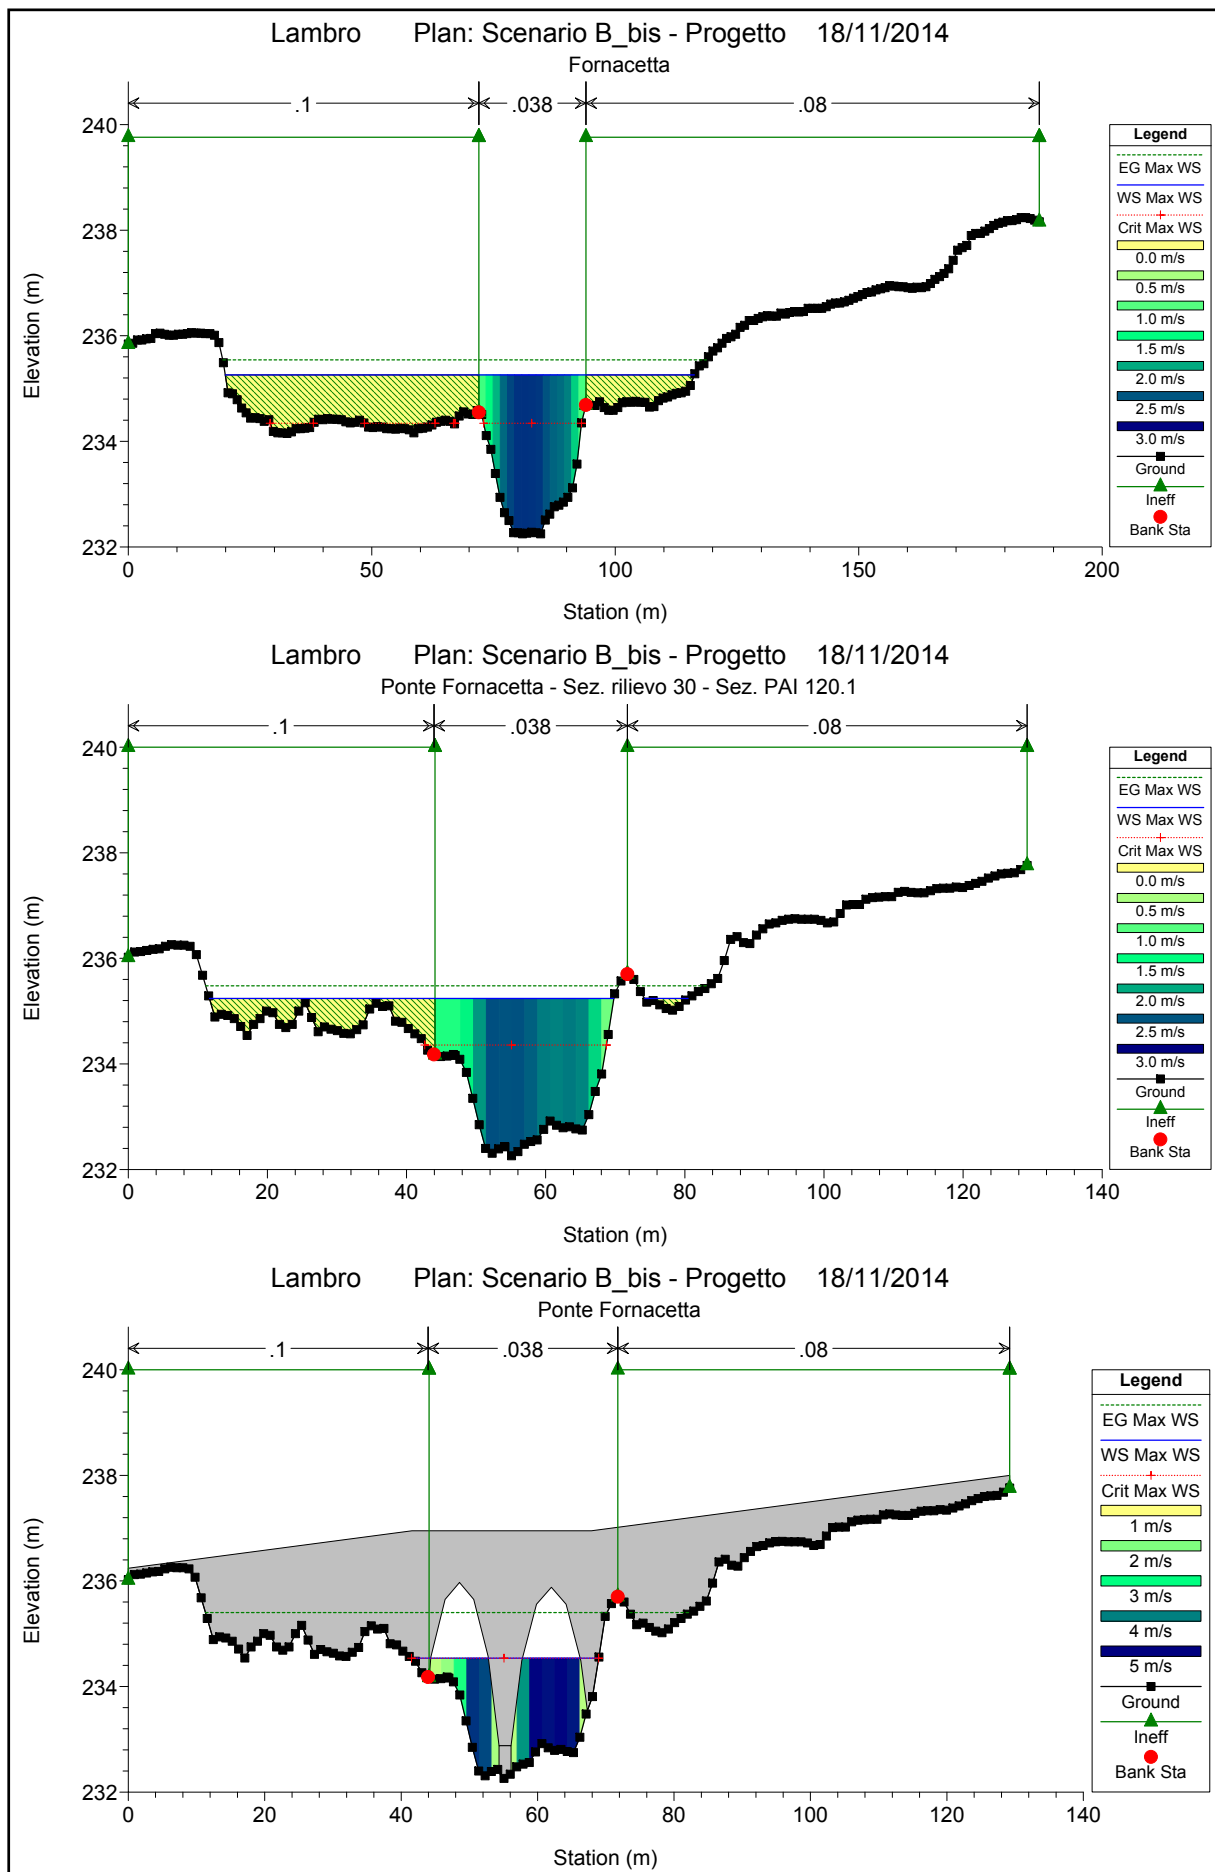 Lambro Plan: Scenario B_bis - Progetto 18/11/2014
Fornacetta
.1 .038 .08
240
238
236
234
232
Elevation (m)
0 50 100 150 200
Station (m)
Legend
EG Max WS
WS Max WS
Crit Max WS
0.0 m/s
0.5 m/s
1.0 m/s
1.5 m/s
2.0 m/s
2.5 m/s
3.0 m/s
Ground
Ineff
Bank Sta
Lambro Plan: Scenario B_bis - Progetto 18/11/2014
Ponte Fornacetta - Sez. rilievo 30 - Sez. PAI 120.1
.1 .038 .08
240
238
236
234
232
Elevation (m)
0 20 40 60 80 100 120 140
Station (m)
Legend
EG Max WS
WS Max WS
Crit Max WS
0.0 m/s
0.5 m/s
1.0 m/s
1.5 m/s
2.0 m/s
2.5 m/s
3.0 m/s
Ground
Ineff
Bank Sta
Lambro Plan: Scenario B_bis - Progetto 18/11/2014
Ponte Fornacetta
.1 .038 .08
240
238
236
234
232
Elevation (m)
0 20 40 60 80 100 120 140
Station (m)
Legend
EG Max WS
WS Max WS
Crit Max WS
1 m/s
2 m/s
3 m/s
4 m/s
5 m/s
Ground
Ineff
Bank Sta